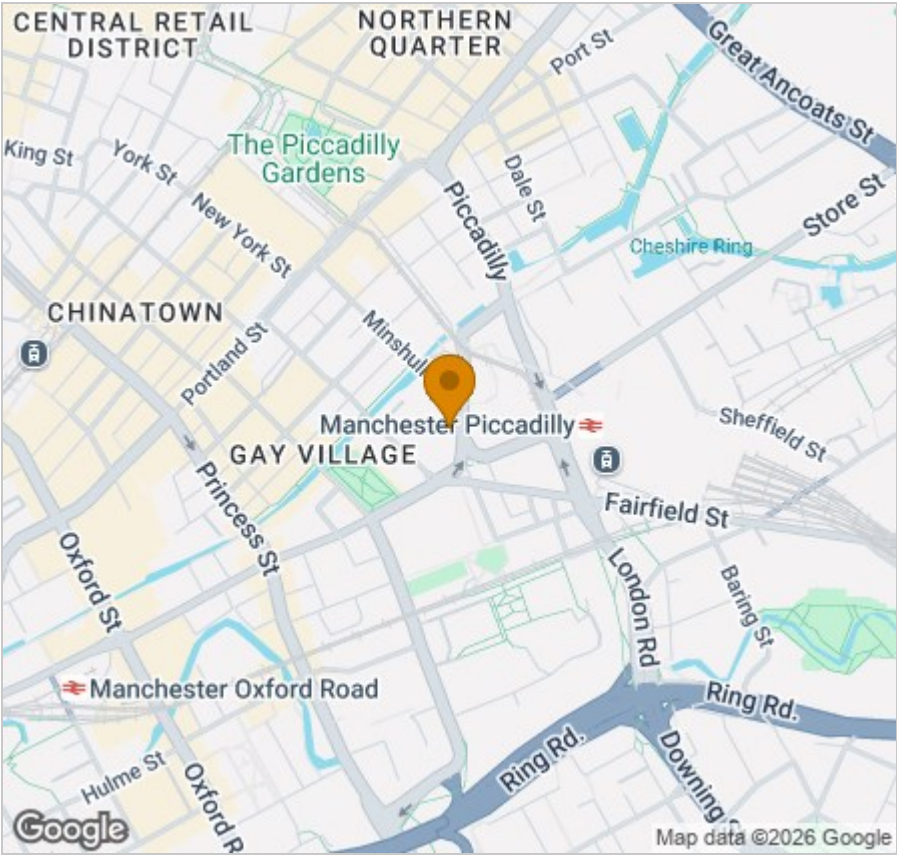 CENTRAL RETAIL
DISTRICT
NORTHERN
QUARTER
Port St
Great Ancoats St
King St
York St
The Piccadilly
Gardens
Dale St
Store St
New York St
Piccadilly
Cheshire Ring
CHINATOWN
Portland St
Manchester Piccadilly
Sheffield St
GAY VILLAGE
Princess St
Fairfield St
Oxford St
London Rd
Baring St
Manchester Oxford Road
Ring Rd.
Ring Rd.
Hulme St
Oxford R
Downing
Google
Map data ©2026 Google